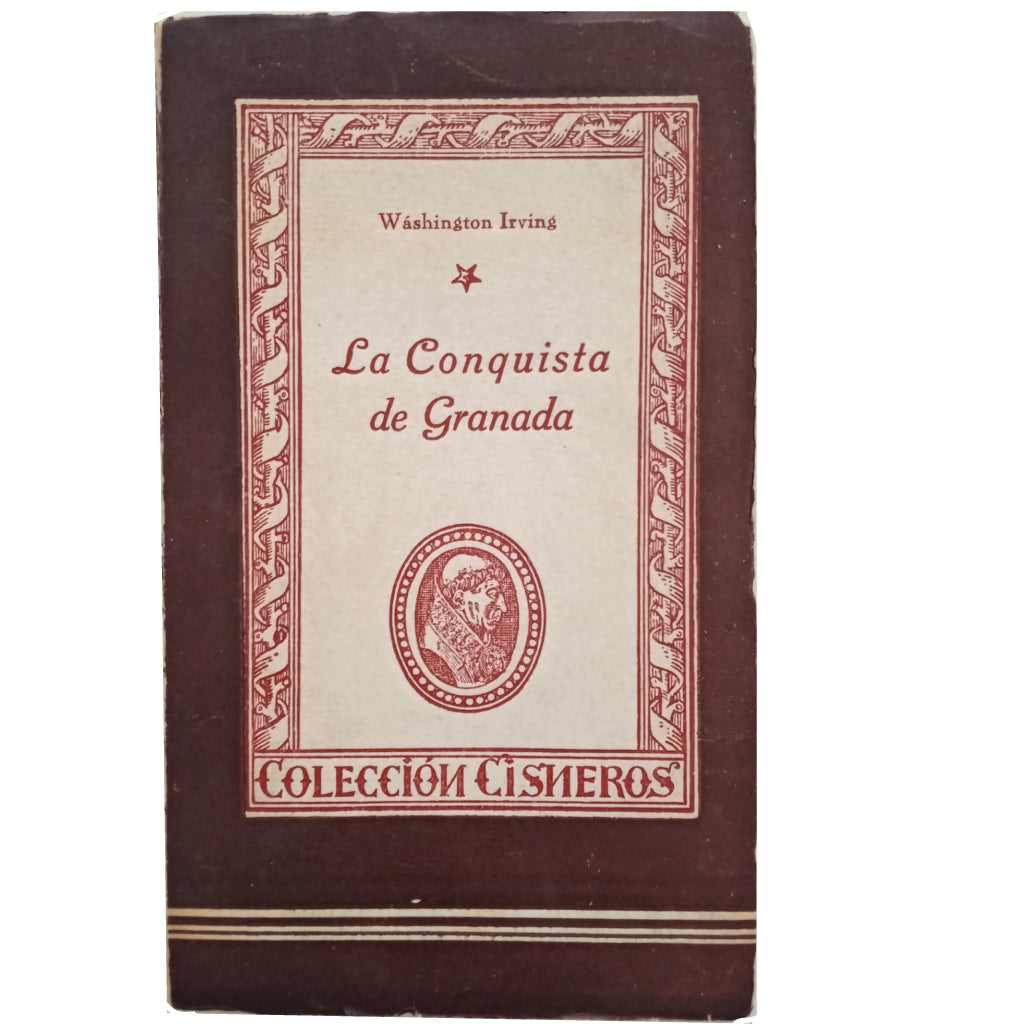 Wáshington Irving
La Conquista
de Granada
COLECCIÓN CISNEROS